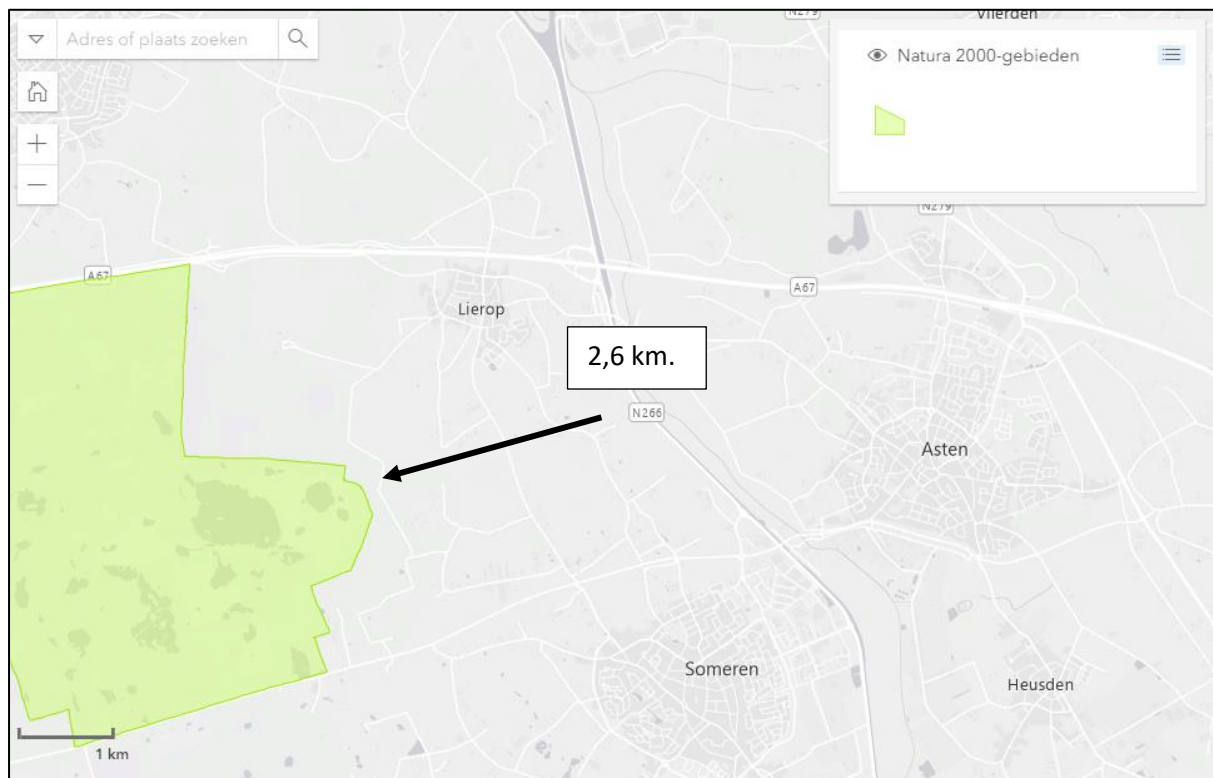 N279
Vlierden
Adres of plaats zoeken
Natura 2000-gebieden
N279
A67
A67
Lierop
2,6 km.
N266
Asten
Someren
Heusden
1 km